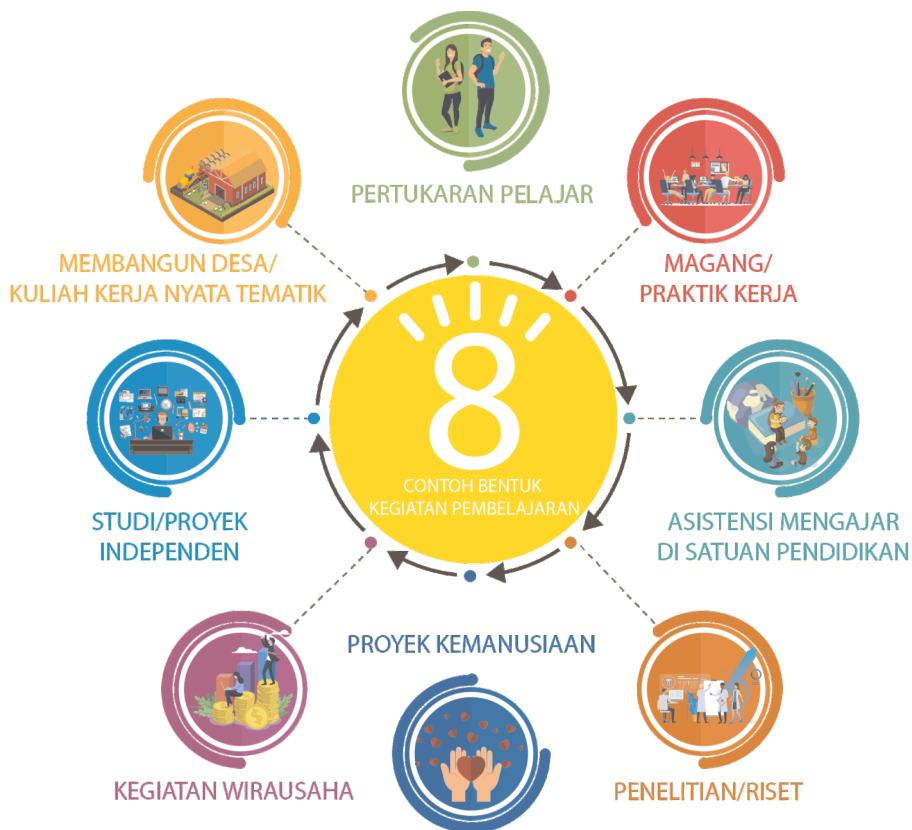 PERTUKARAN PELAJAR
MAGANG/
PRAKTIK KERJA
ASISTENSI MENGAJAR
DI SATUAN PENDIDIKAN
PENELITIAN/RISET
PROYEK KEMANUSIAAN
KEGIATAN WIRAUSAHA
STUDI/PROYEK
INDEPENDEN
MEMBANGUN DESA/
KULIAH KERJA NYATA TEMATIK
8
CONTOH BENTUK
KEGIATAN PEMBELAJARAN